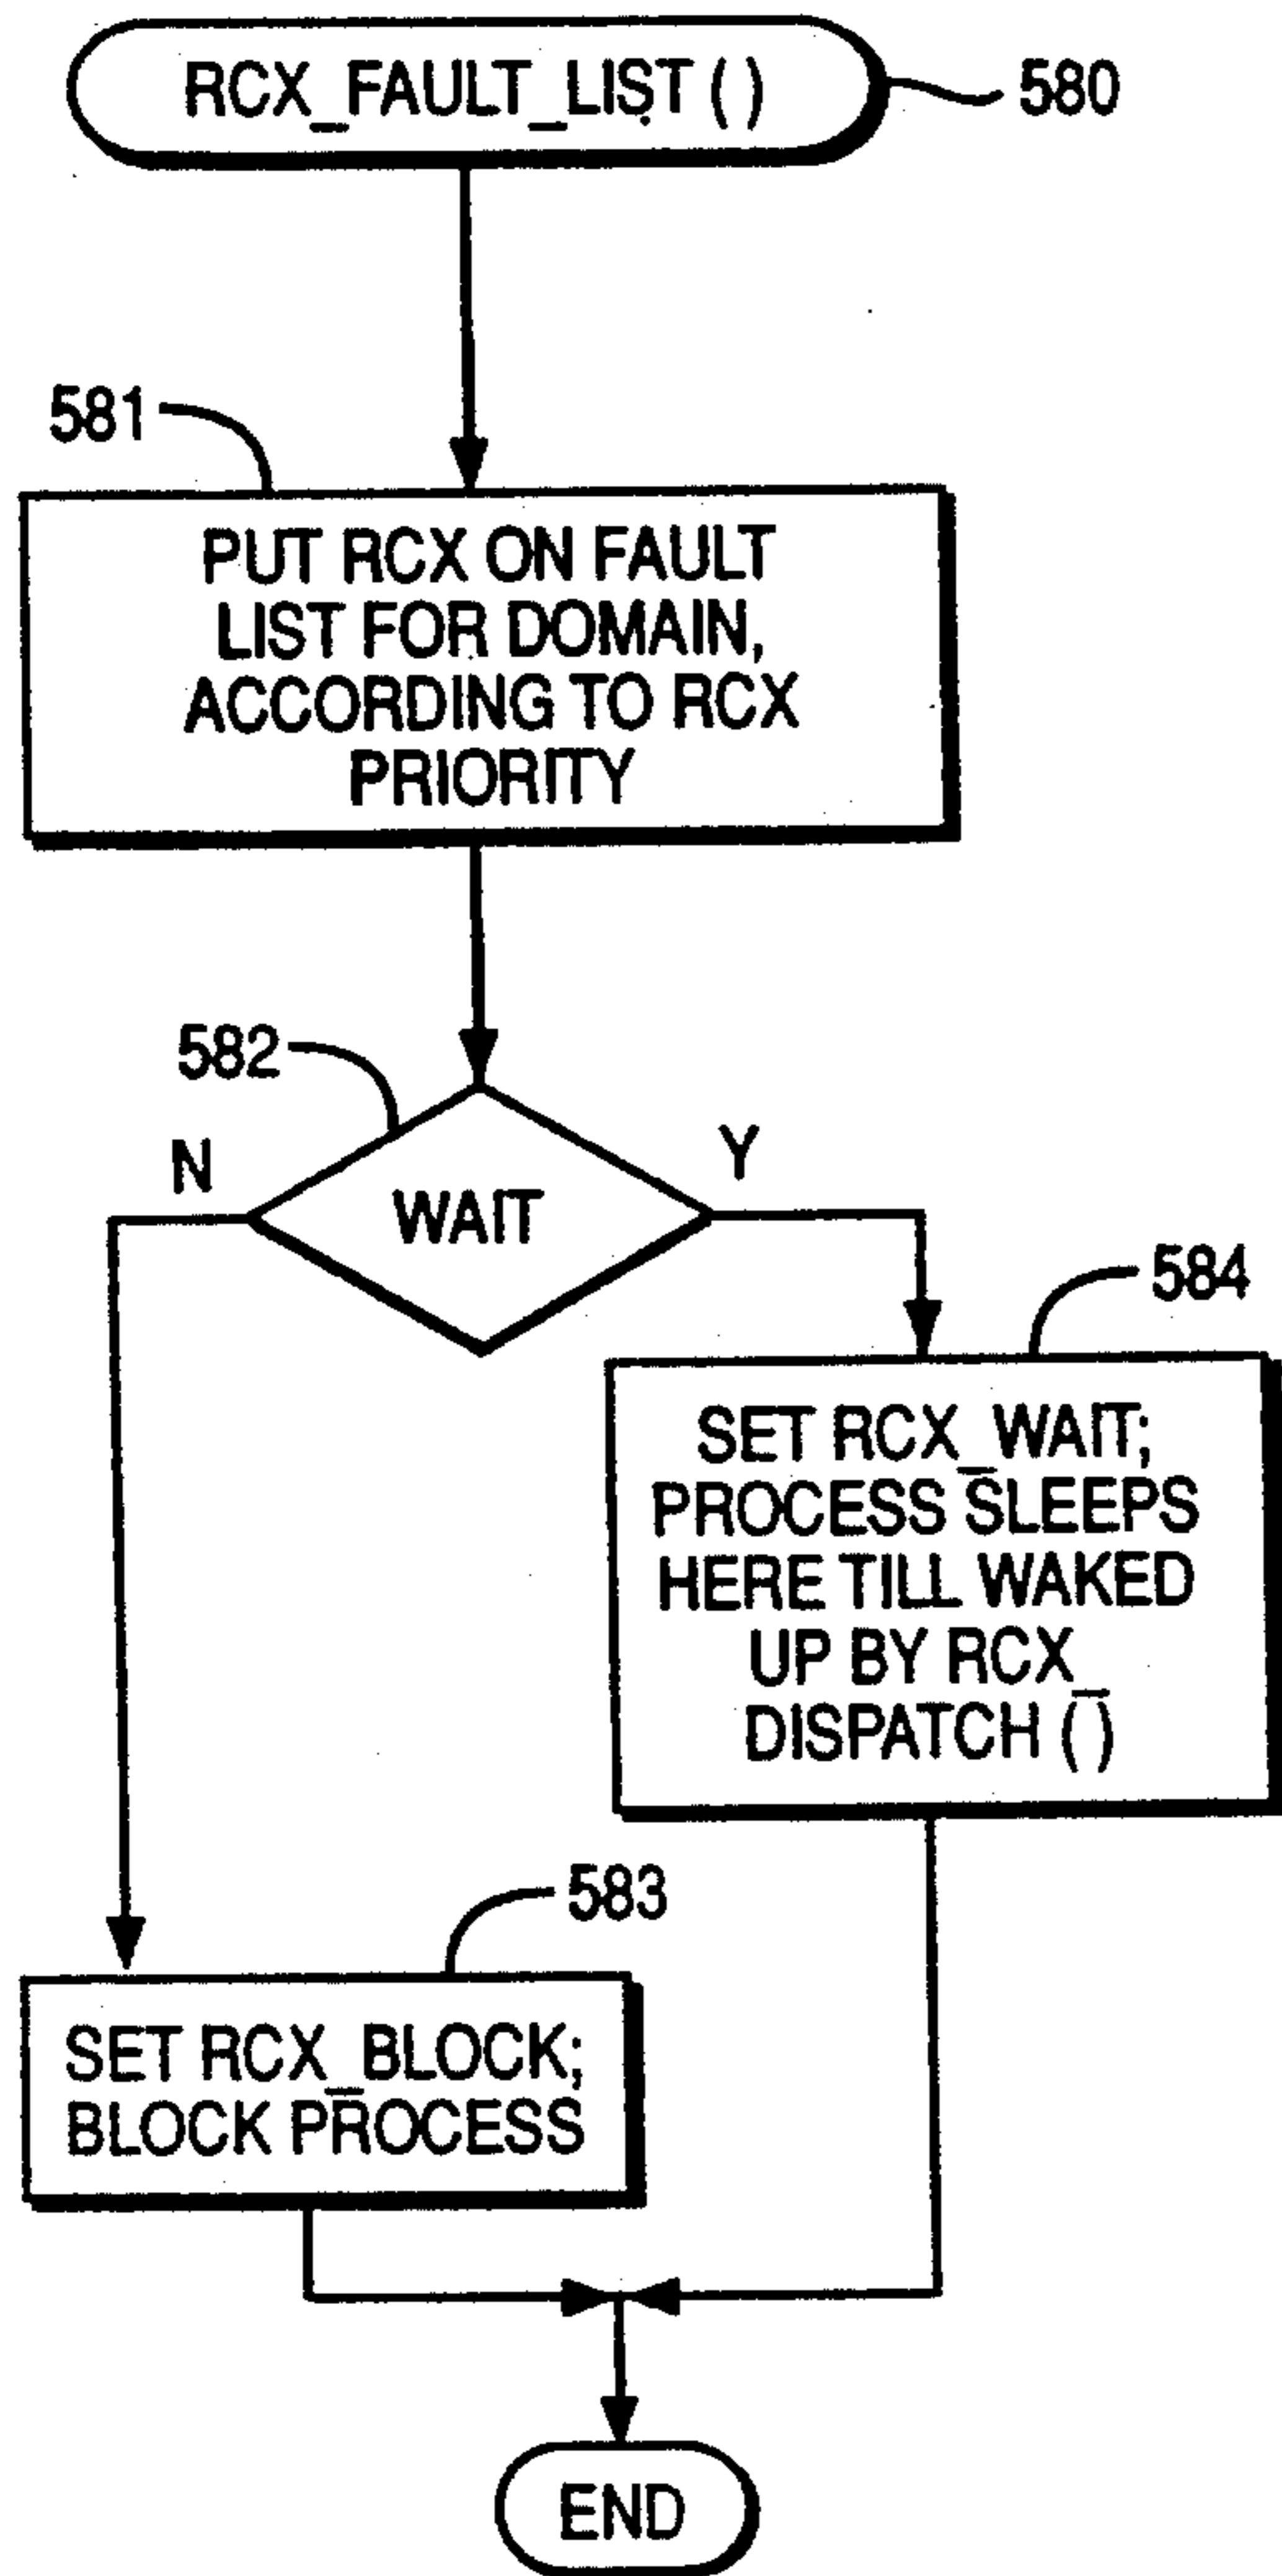 RCX_FAULT_LIST ( )
580
581
PUT RCX ON FAULT
LIST FOR DOMAIN,
ACCORDING TO RCX
PRIORITY
582
N
Y
WAIT
584
SET RCX_WAIT;
PROCESS SLEEPS
HERE TILL WAKED
UP BY RCX_
DISPATCH ( )
583
SET RCX_BLOCK;
BLOCK PROCESS
END